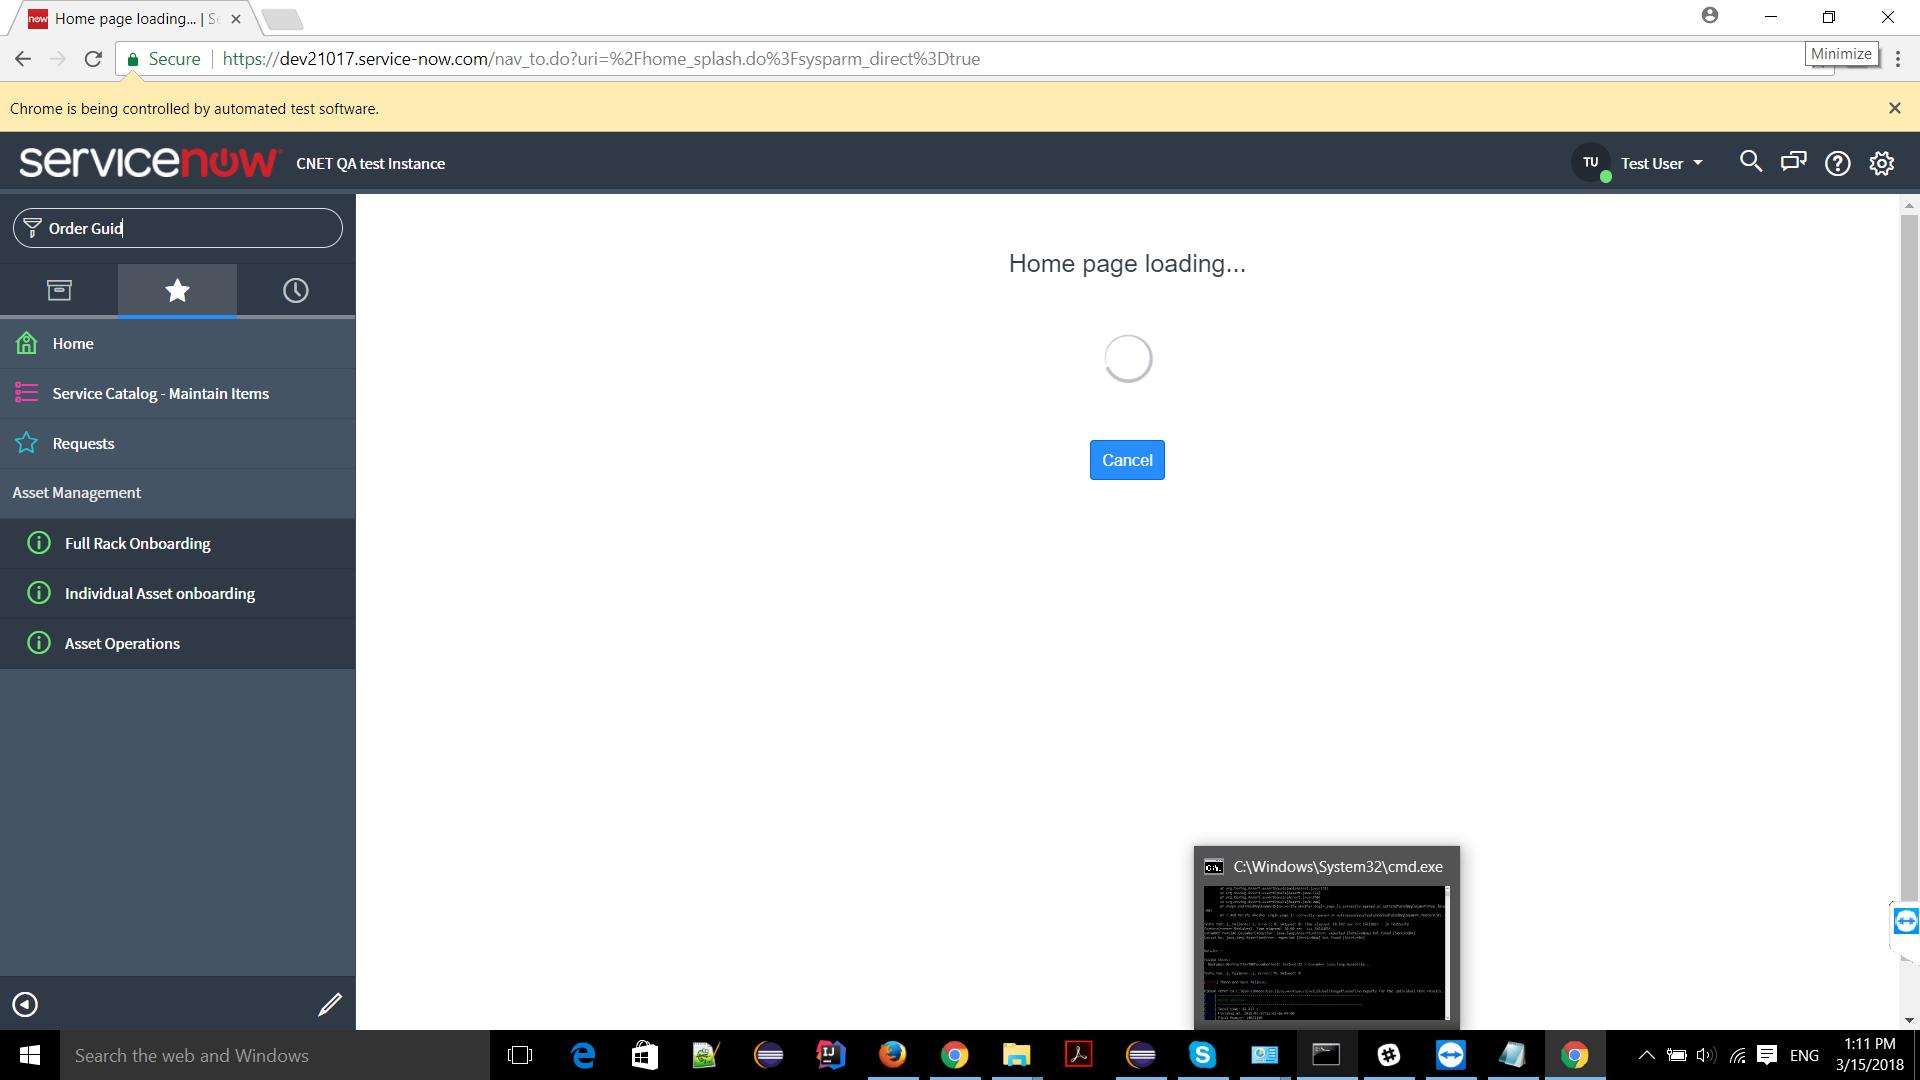 Home page loading... | Se
Secure
https://dev21017.service-now.com/nav_to.do?uri=%2Fhome_splash.do%3Fsysparm_direct%3Dtrue
Minimize
Chrome is being controlled by automated test software.
servicenow
CNET QA test Instance
TU
Test User
Order Guid
Home page loading...
Home
Service Catalog - Maintain Items
Requests
Cancel
Asset Management
Full Rack Onboarding
Individual Asset onboarding
Asset Operations
C:\Windows\System32\cmd.exe
Search the web and Windows
ENG
1:11 PM
3/15/2018